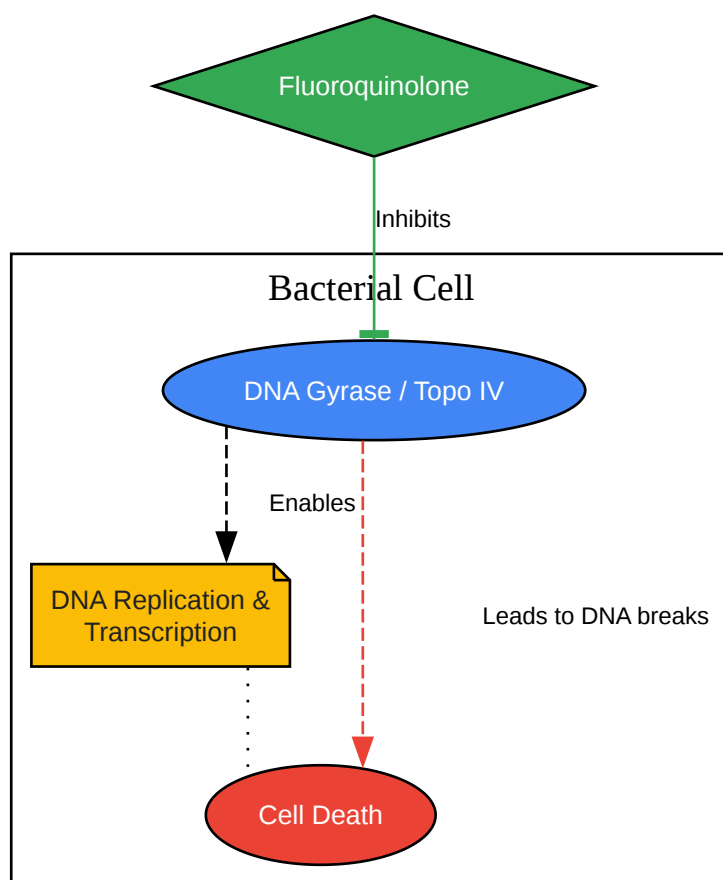 Fluoroquinolone
Inhibits
Bacterial Cell
DNA Gyrase / Topo IV
Enables
DNA Replication &
Transcription
Leads to DNA breaks
Cell Death